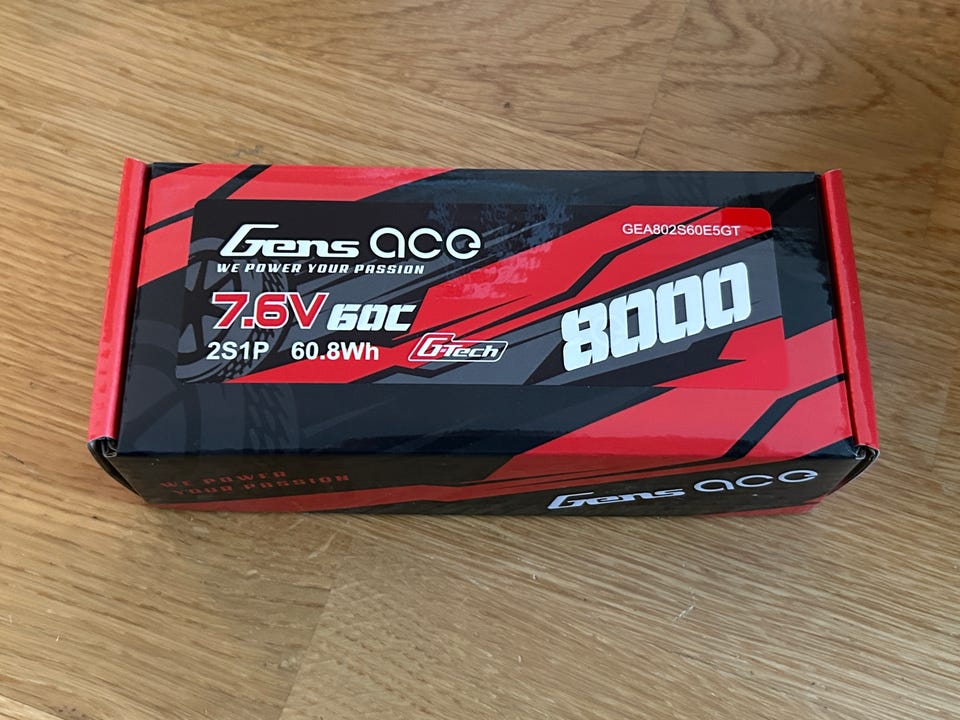 Gens ace
WE POWER YOUR PASSION
GEA802S60E5GT
7.6V 60C
2S1P 60.8Wh
G-Tech
8000
WE POWER
YOUR PASSION
Gens ace